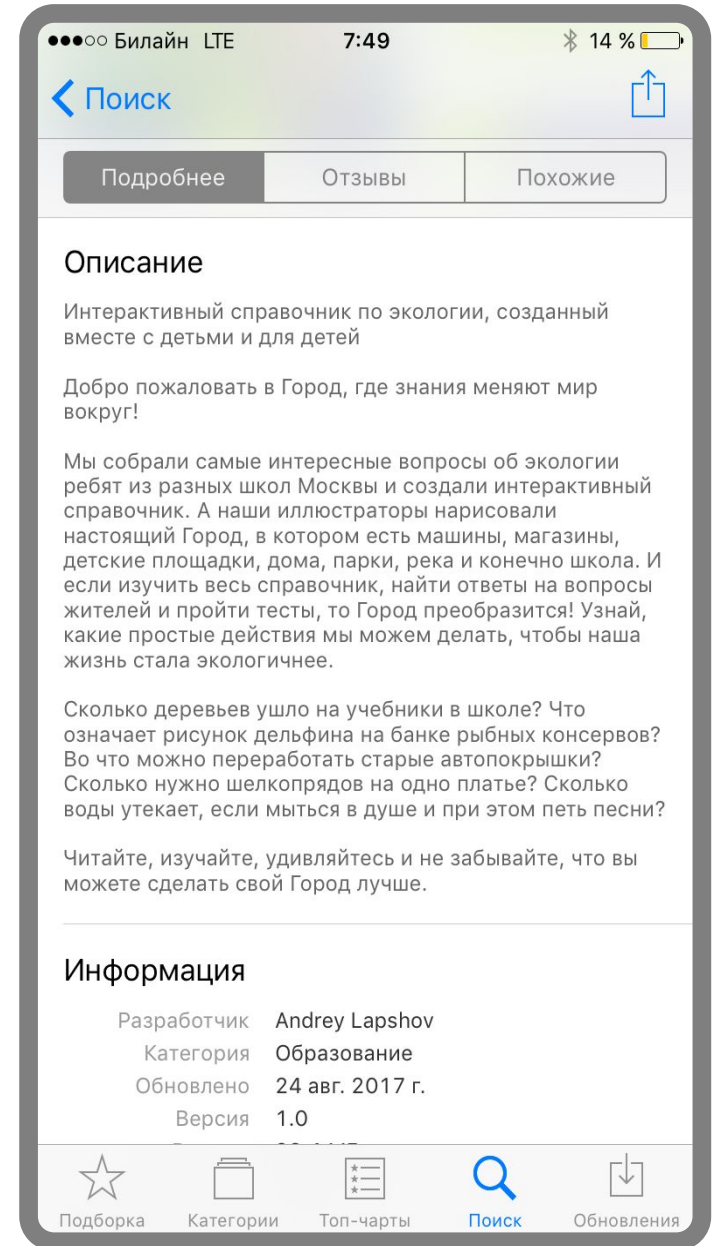 Билайн LTE 7:49 14 %
Поиск
Подробнее Отзывы Похожие
Описание
Интерактивный справочник по экологии, созданный
вместе с детьми и для детей
Добро пожаловать в Город, где знания меняют мир
вокруг!
Мы собрали самые интересные вопросы об экологии
ребят из разных школ Москвы и создали интерактивный
справочник. А наши иллюстраторы нарисовали
настоящий Город, в котором есть машины, магазины,
детские площадки, дома, парки, река и конечно школа. И
если изучить весь справочник, найти ответы на вопросы
жителей и пройти тесты, то Город преобразится! Узнай,
какие простые действия мы можем делать, чтобы наша
жизнь стала экологичнее.
Сколько деревьев ушло на учебники в школе? Что
означает рисунок дельфина на банке рыбных консервов?
Во что можно переработать старые автопокрышки?
Сколько нужно шелкопрядов на одно платье? Сколько
воды утекает, если мыться в душе и при этом петь песни?
Читайте, изучайте, удивляйтесь и не забывайте, что вы
можете сделать свой Город лучше.
Информация
Разработчик Andrey Lapshov
Категория Образование
Обновлено 24 авг. 2017 г.
Версия 1.0
Подборка Категории Топ-чарты Поиск Обновления